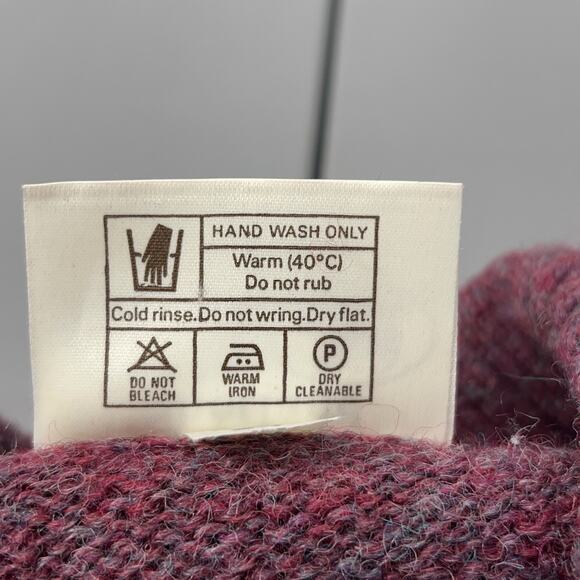 HAND WASH ONLY
Warm (40°C)
Do not rub
Cold rinse.Do not wring.Dry flat.
DO NOT
BLEACH
WARM
IRON
P
DRY
CLEANABLE